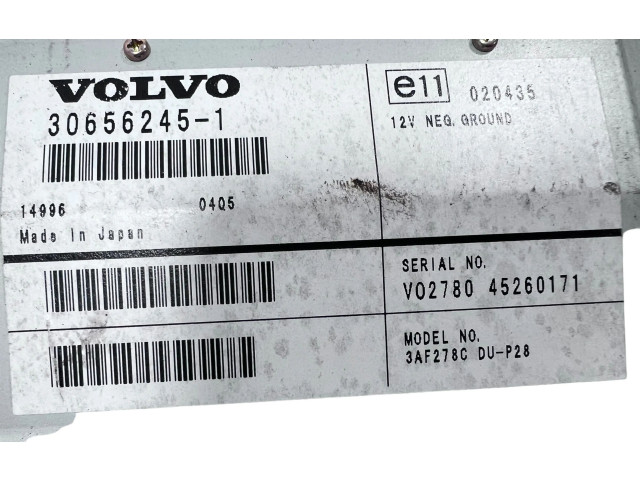 VOLVO
30656245-1
14996 04Q5
Made In Japan
e11 020435
12V NEG. GROUND
SERIAL NO.
VO2780 45260171
MODEL NO.
3AF278C DU-P28